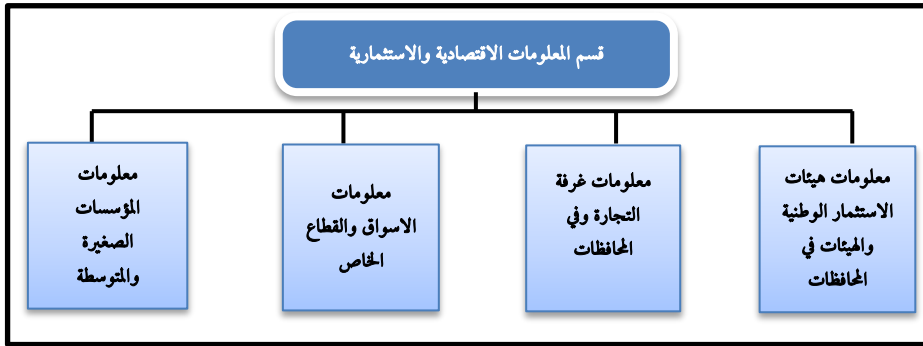 قسم المعلومات الاقتصادية والاستثمارية
معلومات هيئات
الاستثمار الوطنية
والهيئات في
المحافظات
معلومات غرفة
التجارة وفي
المحافظات
معلومات
الاسواق والقطاع
الخاص
معلومات
المؤسسات
الصغيرة
والمتوسطة